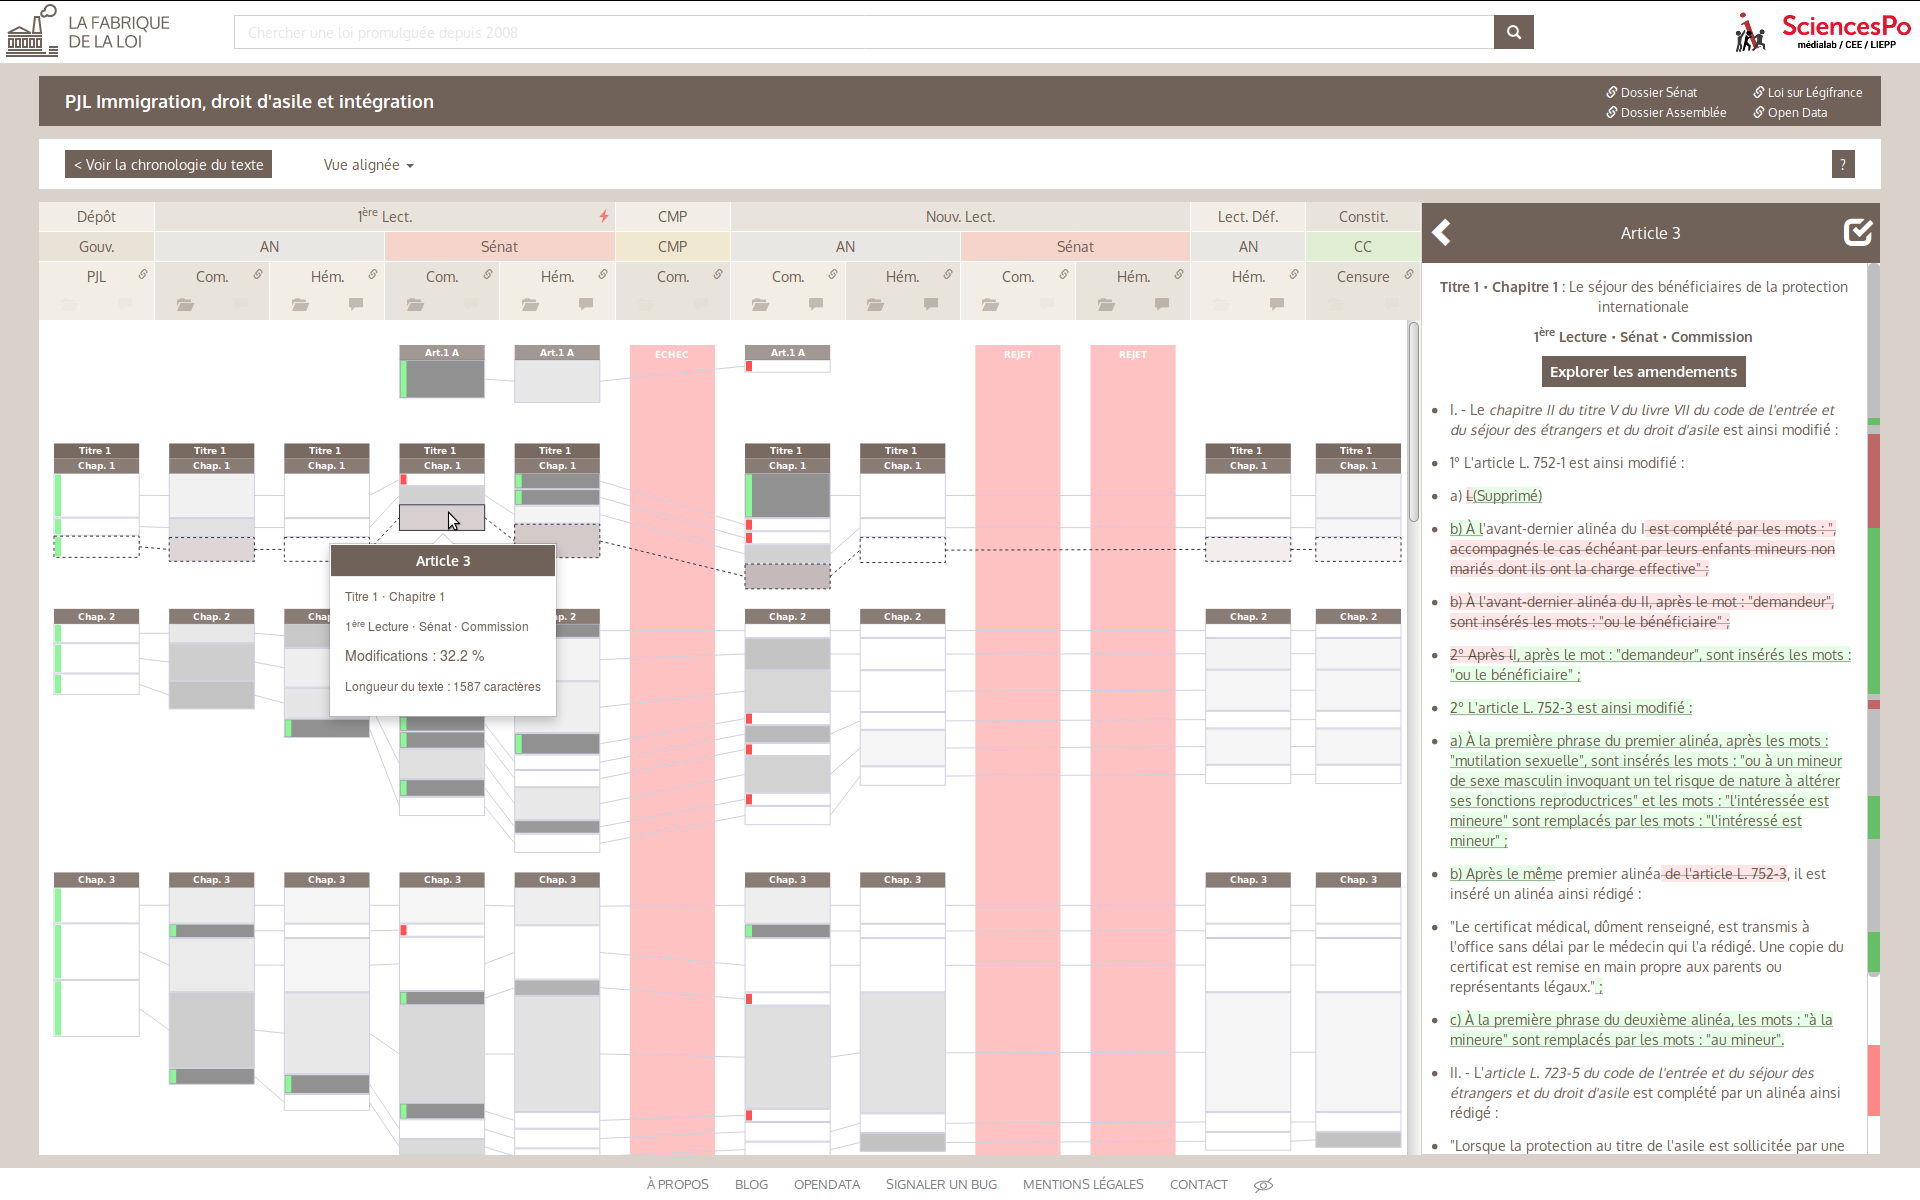 LA FABRIQUE
DE LA LOI
Chercher une loi promulguée depuis 2008
SciencesPo
médialab / CEE / LIEPP
PJL Immigration, droit d'asile et intégration
Dossier Sénat
Loi sur Légifrance
Dossier Assemblée
Open Data
< Voir la chronologie du texte
Vue alignée
?
Dépôt 1ère Lect. CMP Nouv. Lect. Lect. Déf. Constit.
Gouv. AN Sénat CMP AN Sénat AN CC
PJL Com. Hém. Com. Hém. Com. Com. Hém. Com. Hém. Hém. Censure
Art.1 A Art.1 A ÉCHEC Art.1 A REJET REJET
Titre 1 Titre 1 Titre 1 Titre 1 Titre 1 Titre 1 Titre 1 Titre 1 Titre 1
Chap. 1 Chap. 1 Chap. 1 Chap. 1 Chap. 1 Chap. 1 Chap. 1 Chap. 1 Chap. 1
Article 3
Titre 1 · Chapitre 1
1ère Lecture · Sénat · Commission
Modifications : 32.2 %
Longueur du texte : 1587 caractères
Chap. 2 Chap. 2 Chap. 2 Chap. 2 Chap. 2 Chap. 2
Chap. 3 Chap. 3 Chap. 3 Chap. 3 Chap. 3 Chap. 3 Chap. 3 Chap. 3 Chap. 3
Article 3
Titre 1 · Chapitre 1 : Le séjour des bénéficiaires de la protection
internationale
1ère Lecture · Sénat · Commission
Explorer les amendements
I. - Le chapitre II du titre V du livre VII du code de l'entrée et
du séjour des étrangers et du droit d'asile est ainsi modifié :
1° L'article L. 752-1 est ainsi modifié :
a) L(Supprimé)
b) À l'avant-dernier alinéa du I est complété par les mots : ",
accompagnés le cas échéant par leurs enfants mineurs non
mariés dont ils ont la charge effective" ;
b) À l'avant-dernier alinéa du II, après le mot : "demandeur",
sont insérés les mots : "ou le bénéficiaire" ;
2° Après lI, après le mot : "demandeur", sont insérés les mots :
"ou le bénéficiaire" ;
2° L'article L. 752-3 est ainsi modifié :
a) À la première phrase du premier alinéa, après les mots :
"mutilation sexuelle", sont insérés les mots : "ou à un mineur
de sexe masculin invoquant un tel risque de nature à altérer
ses fonctions reproductrices" et les mots : "l'intéressée est
mineure" sont remplacés par les mots : "l'intéressé est
mineur" ;
b) Après le même premier alinéa de l'article L. 752-3, il est
inséré un alinéa ainsi rédigé :
"Le certificat médical, dûment renseigné, est transmis à
l'office sans délai par le médecin qui l'a rédigé. Une copie du
certificat est remise en main propre aux parents ou
représentants légaux." ;
c) À la première phrase du deuxième alinéa, les mots : "à la
mineure" sont remplacés par les mots : "au mineur".
II. - L'article L. 723-5 du code de l'entrée et du séjour des
étrangers et du droit d'asile est complété par un alinéa ainsi
rédigé :
"Lorsque la protection au titre de l'asile est sollicitée par une
À PROPOS BLOG OPENDATA SIGNALER UN BUG MENTIONS LÉGALES CONTACT